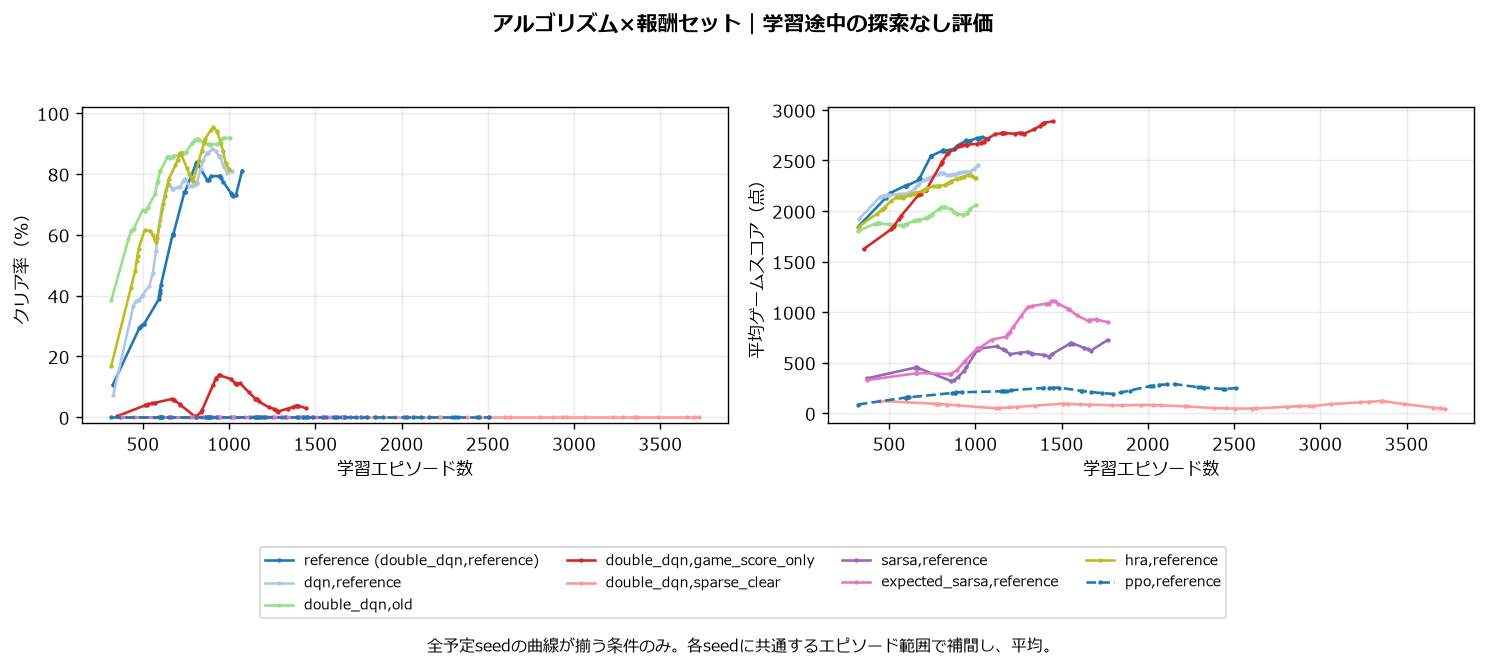 アルゴリズム×報酬セット｜学習途中の探索なし評価
クリア率（%）
100
80
60
40
20
0
500 1000 1500 2000 2500 3000 3500
学習エピソード数
平均ゲームスコア（点）
3000
2500
2000
1500
1000
500
0
500 1000 1500 2000 2500 3000 3500
学習エピソード数
reference (double_dqn,reference)
dqn,reference
double_dqn,old
double_dqn,game_score_only
double_dqn,sparse_clear
sarsa,reference
expected_sarsa,reference
hra,reference
ppo,reference
全予定seedの曲線が揃う条件のみ。各seedに共通するエピソード範囲で補間し、平均。